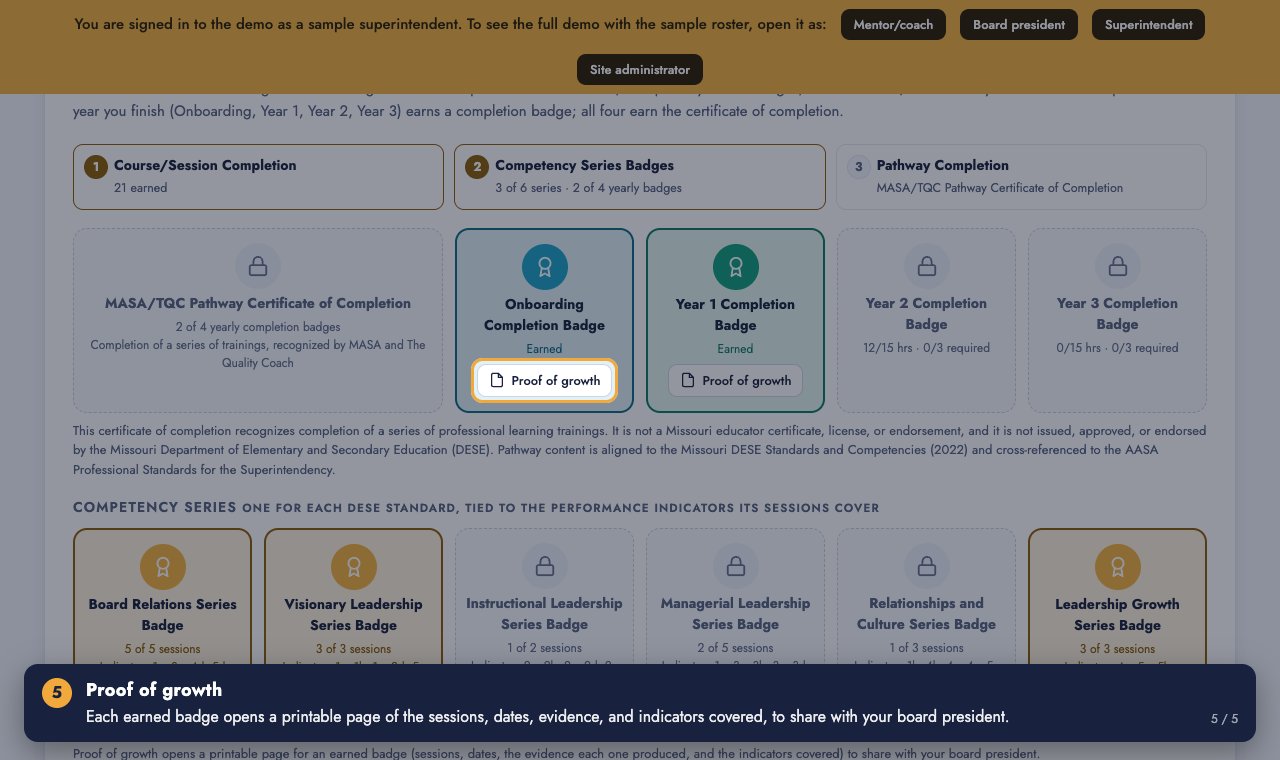 You are signed in to the demo as a sample superintendent. To see the full demo with the sample roster, open it as:
Mentor/coach
Board president
Superintendent
Site administrator
year you finish (Onboarding, Year 1, Year 2, Year 3) earns a completion badge; all four earn the certificate of completion.
1 Course/Session Completion
21 earned
2 Competency Series Badges
3 of 6 series · 2 of 4 yearly badges
3 Pathway Completion
MASA/TQC Pathway Certificate of Completion
MASA/TQC Pathway Certificate of Completion
2 of 4 yearly completion badges
Completion of a series of trainings, recognized by MASA and The
Quality Coach
Onboarding
Completion Badge
Earned
Proof of growth
Year 1 Completion
Badge
Earned
Proof of growth
Year 2 Completion
Badge
12/15 hrs · 0/3 required
Year 3 Completion
Badge
0/15 hrs · 0/3 required
This certificate of completion recognizes completion of a series of professional learning trainings. It is not a Missouri educator certificate, license, or endorsement, and it is not issued, approved, or endorsed
by the Missouri Department of Elementary and Secondary Education (DESE). Pathway content is aligned to the Missouri DESE Standards and Competencies (2022) and cross-referenced to the AASA
Professional Standards for the Superintendency.
COMPETENCY SERIES ONE FOR EACH DESE STANDARD, TIED TO THE PERFORMANCE INDICATORS ITS SESSIONS COVER
Board Relations Series
Badge
5 of 5 sessions
Visionary Leadership
Series Badge
3 of 3 sessions
Instructional Leadership
Series Badge
1 of 2 sessions
Managerial Leadership
Series Badge
2 of 5 sessions
Relationships and
Culture Series Badge
1 of 3 sessions
Leadership Growth
Series Badge
3 of 3 sessions
5 Proof of growth
Each earned badge opens a printable page of the sessions, dates, evidence, and indicators covered, to share with your board president.
5 / 5
Proof of growth opens a printable page for an earned badge (sessions, dates, the evidence each one produced, and the indicators covered) to share with your board president.